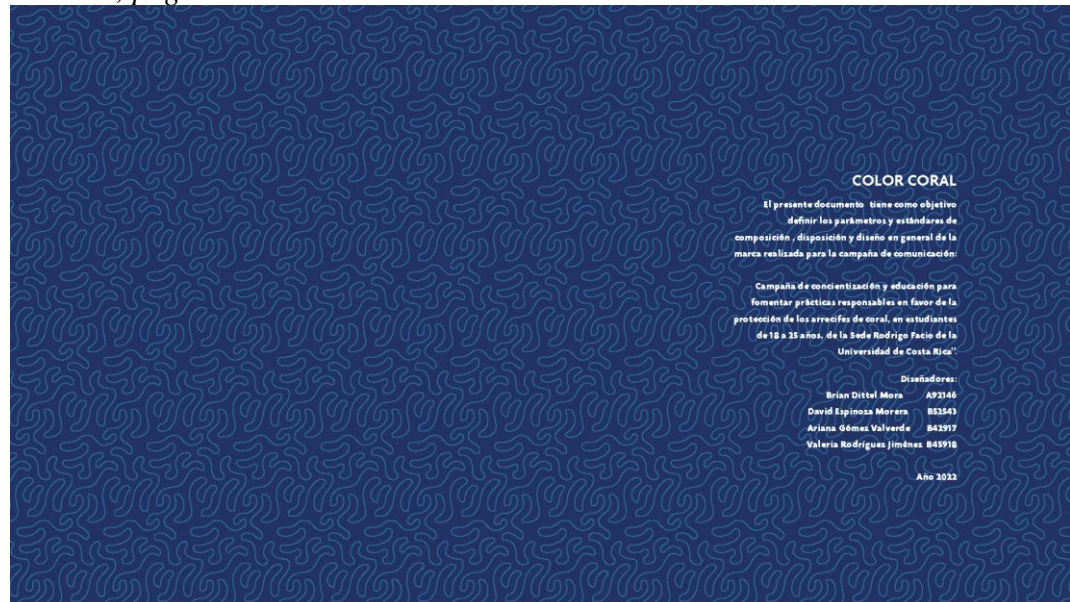 COLOR CORAL
El presente documento tiene como objetivo
definir los parámetros y estándares de
composición , disposición y diseño en general de la
marca realizada para la campaña de comunicación:
Campaña de concientización y educación para
fomentar prácticas responsables en favor de la
protección de los arrecifes de coral, en estudiantes
de 18 a 25 años, de la Sede Rodrigo Facio de la
Universidad de Costa Rica”.
Diseñadores:
Brian Dittel Mora A92146
David Espinoza Morera B52543
Ariana Gómez Valverde B42917
Valeria Rodríguez Jiménez B45918
Año 2022